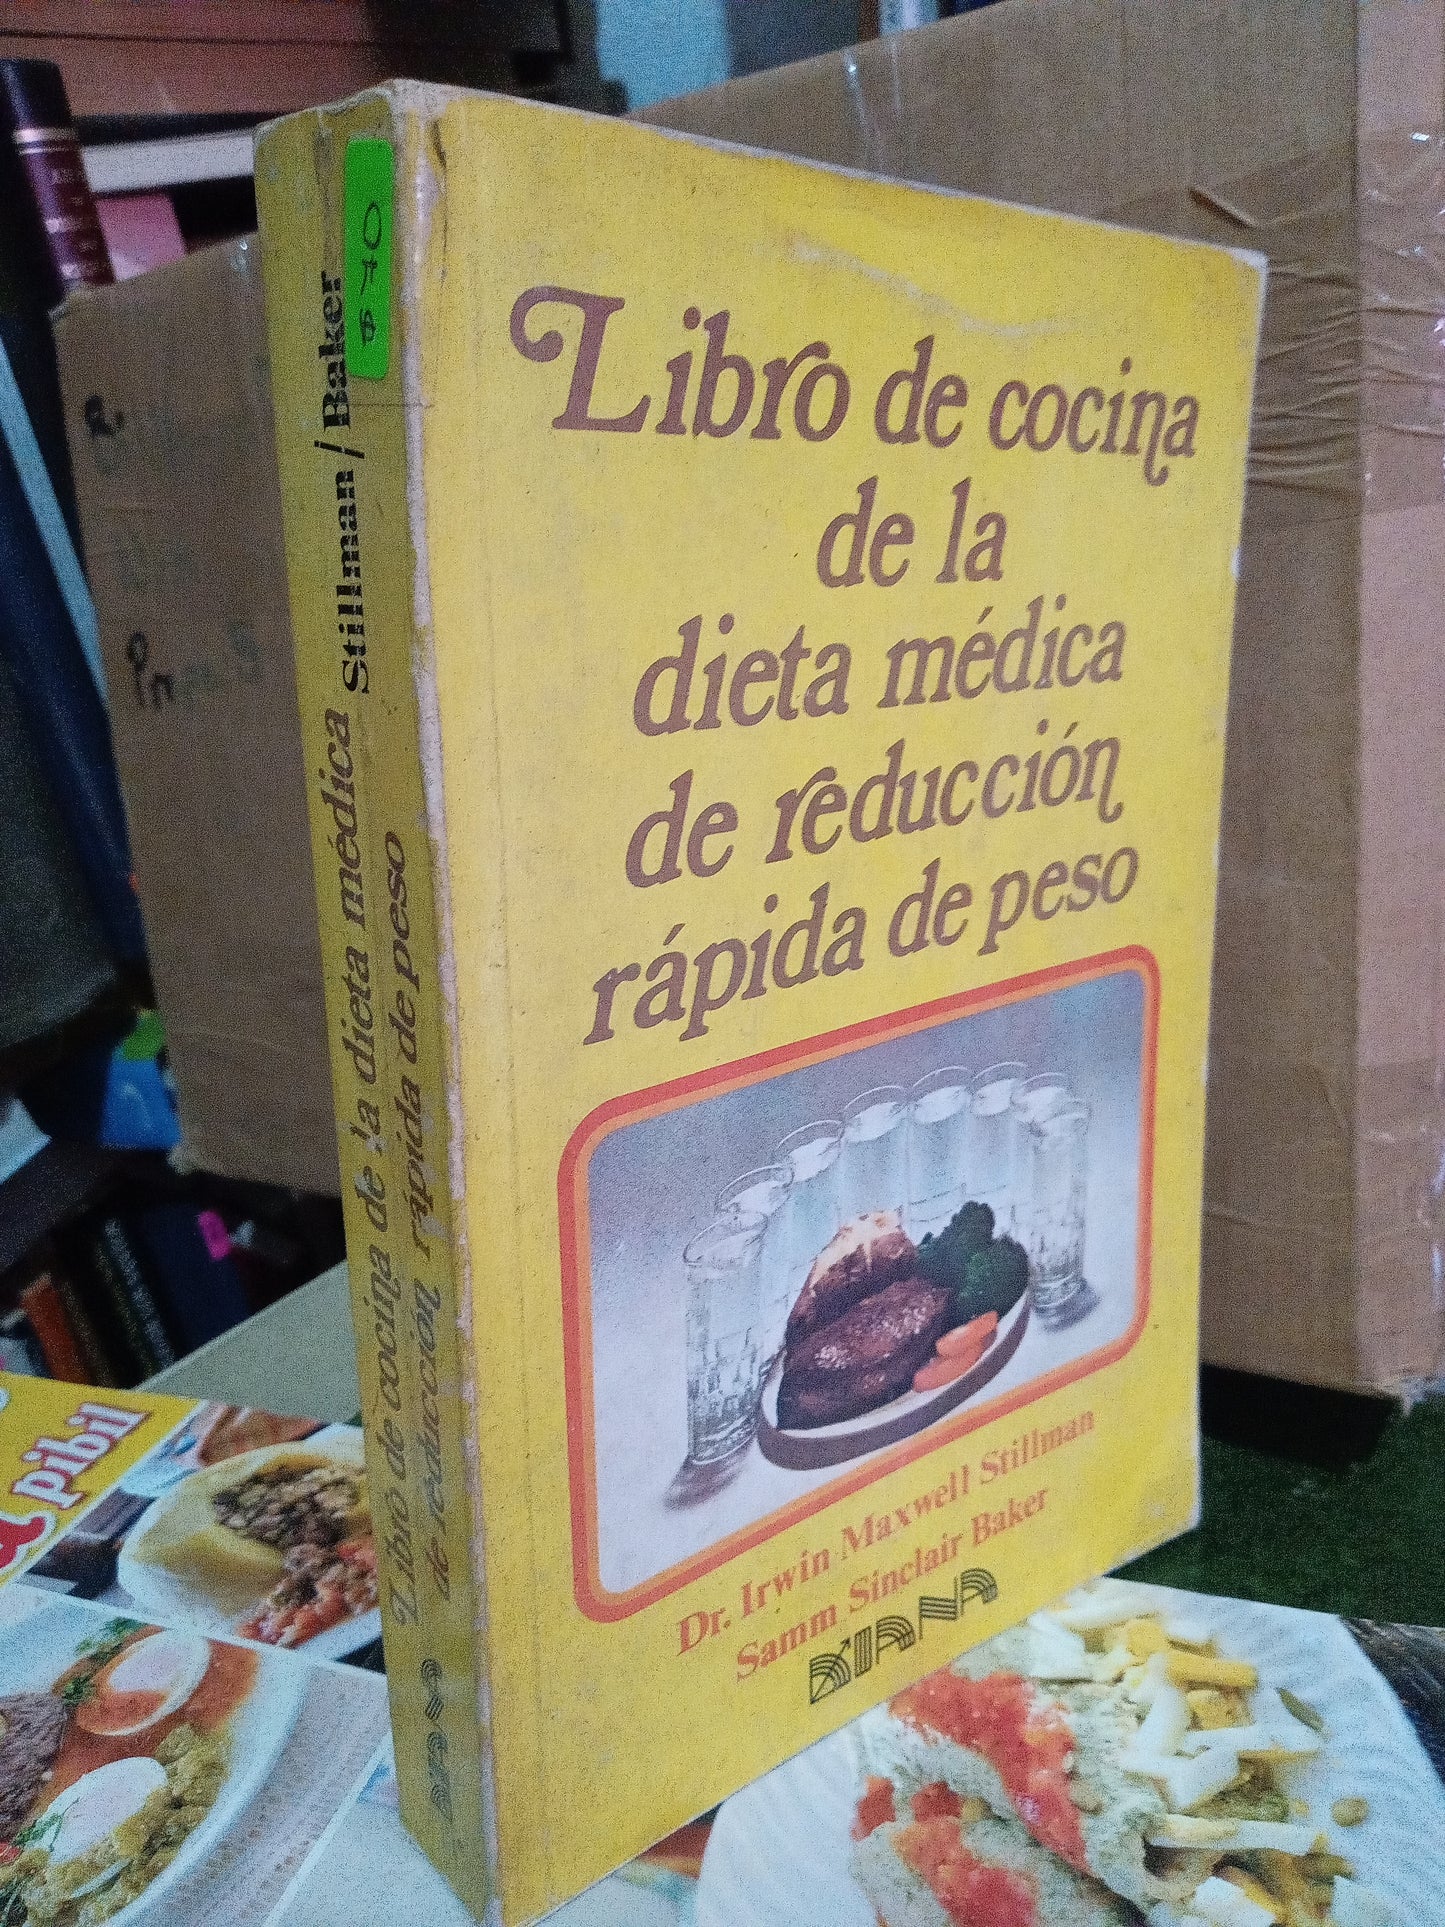 Libro de cocina
de la
dieta médica
de reducción
rápida de peso
Dr. Irwin Maxwell Stillman
Samm Sinclair Baker
DIANA
Libro de cocina de la dieta médica
de reducción rápida de peso
Stillman/Baker
DIANA
pibil